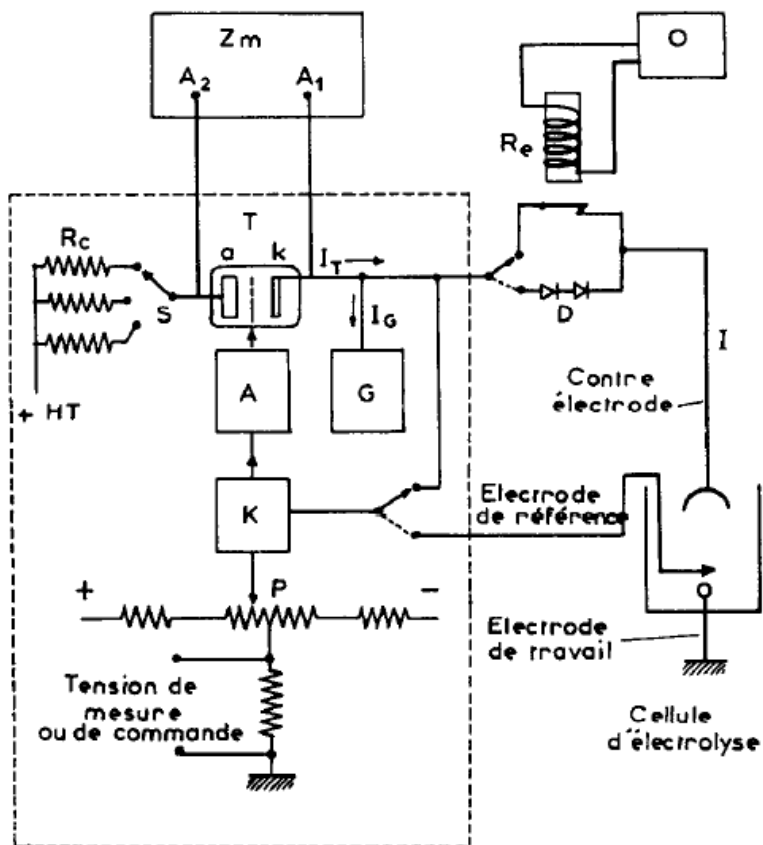 Zm
O
A2
A1
Re
T
Rc
a
k
IT
S
IG
D
I
A
G
+ HT
Contre
électrode
K
Electrode
de référence
+
P
-
Electrode
de travail
Tension de
mesure
ou de commande
Cellule
d'électrolyse